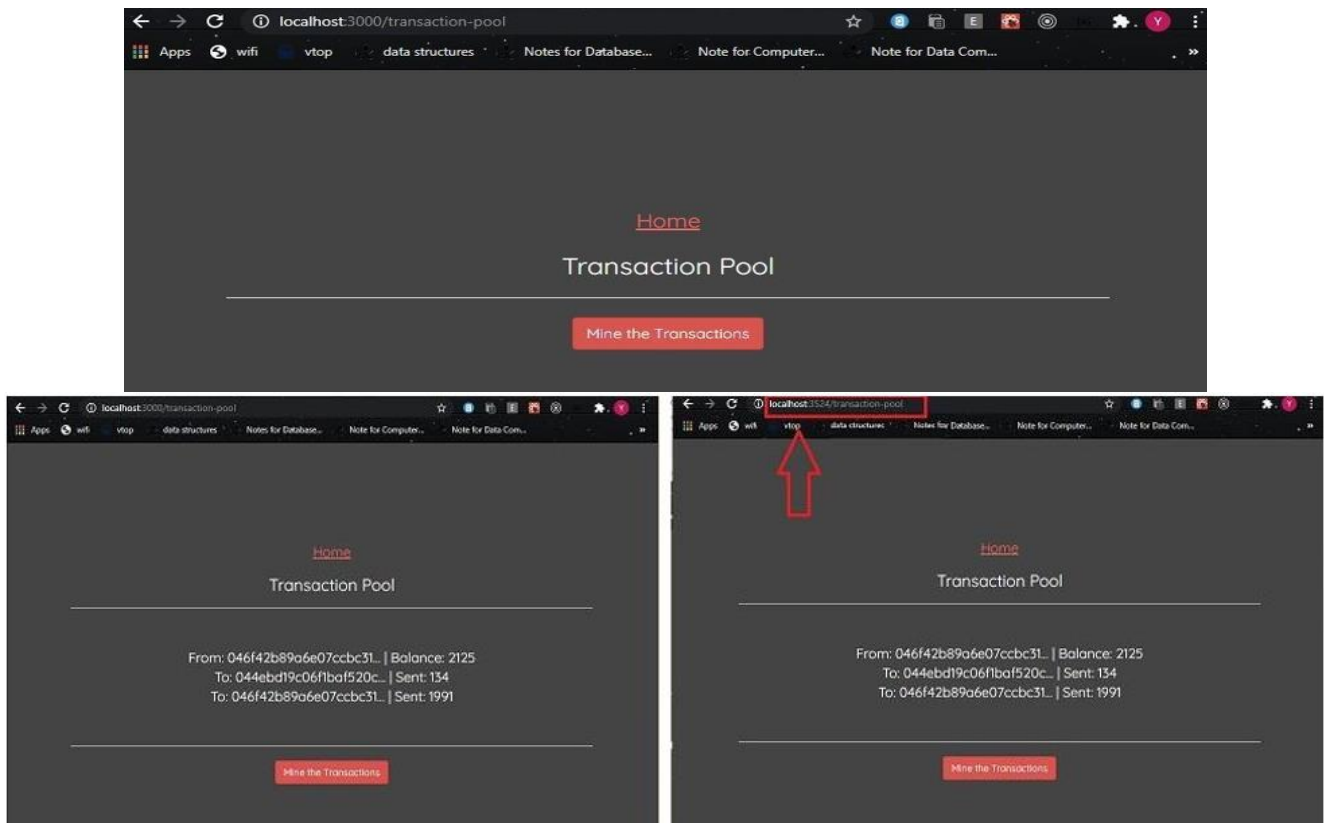 localhost:3000/transaction-pool
E
Y
Apps wifi vtop data structures Notes for Database... Note for Computer... Note for Data Com... »
Home
Transaction Pool
Mine the Transactions
localhost:3000/transaction-pool
E
Y
Apps wifi vtop data structures Notes for Database... Note for Computer... Note for Data Com... »
Home
Transaction Pool
From: 046f42b89a6e07ccbc31... | Balance: 2125
To: 044ebd19c06f1baf520c... | Sent: 134
To: 046f42b89a6e07ccbc31... | Sent: 1991
Mine the Transactions
localhost:3524/transaction-pool
E
Y
Apps wifi vtop data structures Notes for Database... Note for Computer... Note for Data Com... »
Home
Transaction Pool
From: 046f42b89a6e07ccbc31... | Balance: 2125
To: 044ebd19c06f1baf520c... | Sent: 134
To: 046f42b89a6e07ccbc31... | Sent: 1991
Mine the Transactions